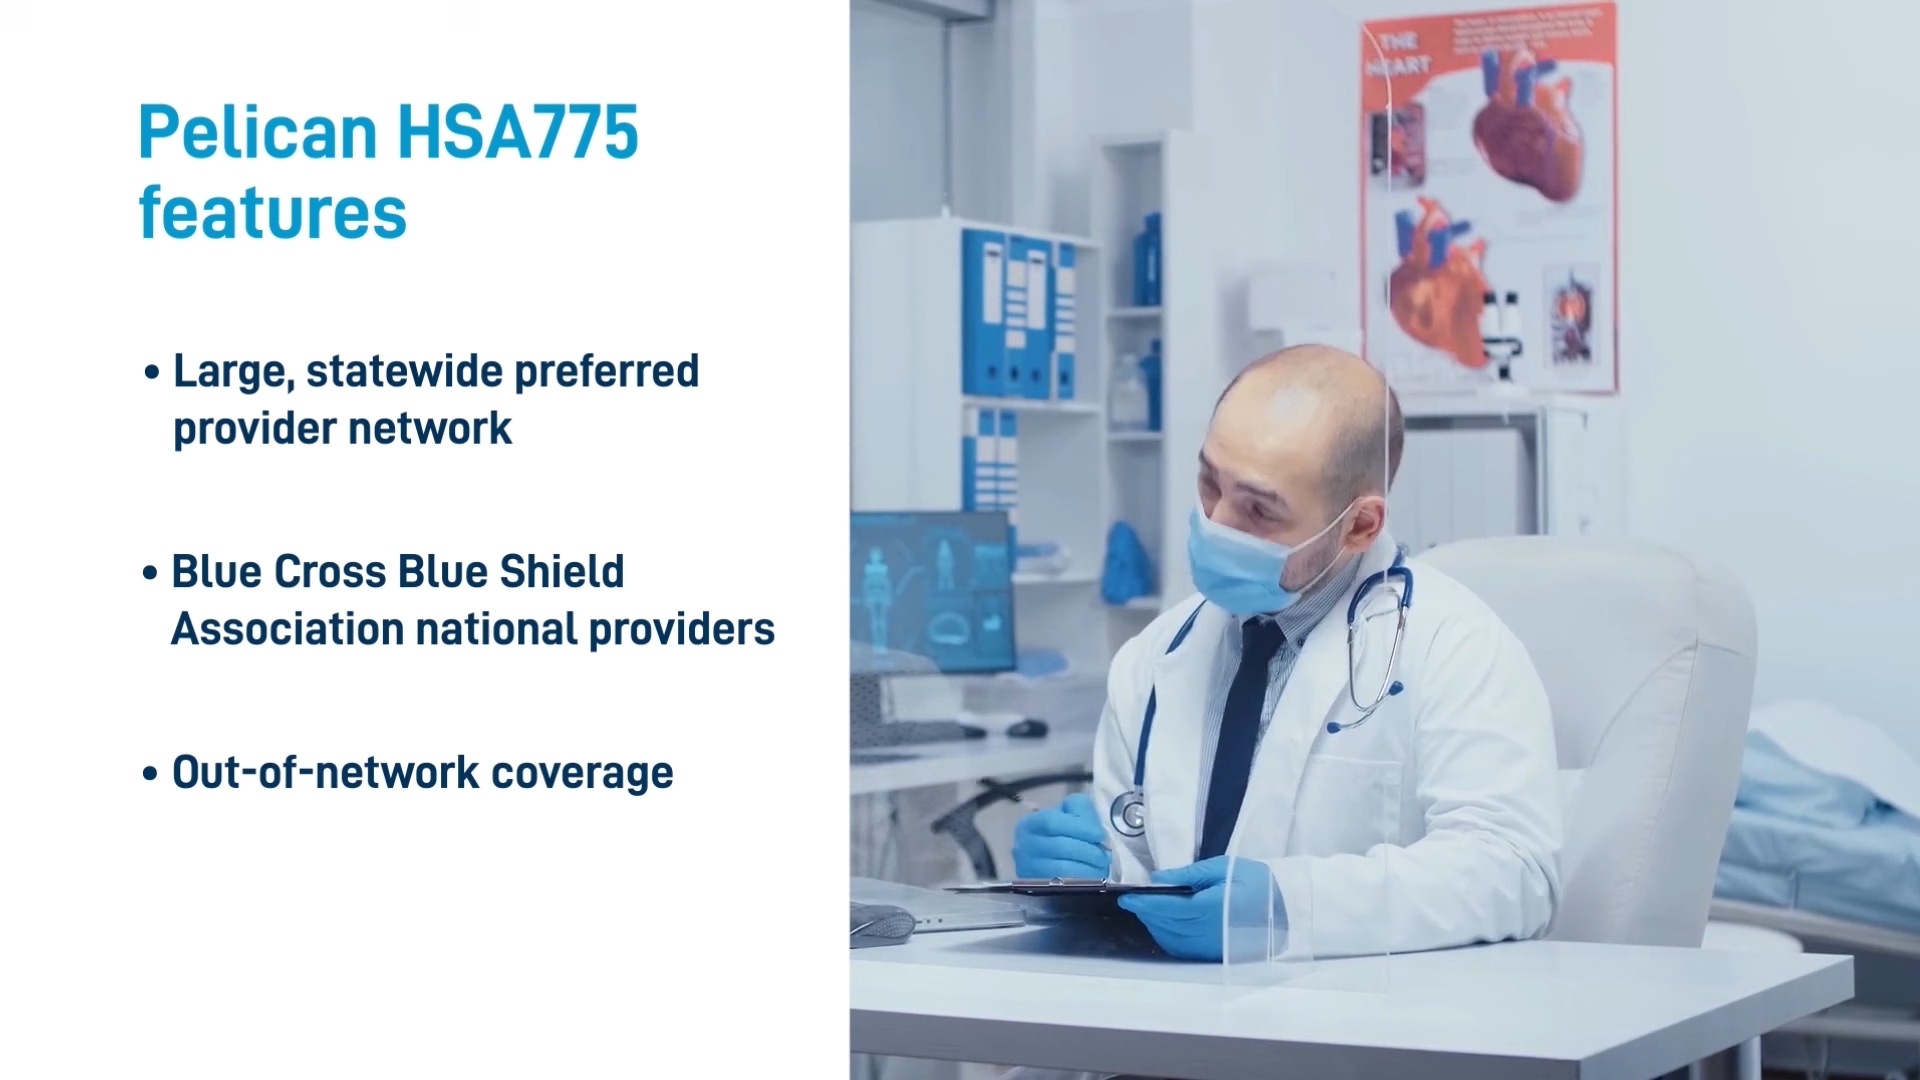 Pelican HSA775
features
• Large, statewide preferred
provider network
• Blue Cross Blue Shield
Association national providers
• Out-of-network coverage
THE
HEART